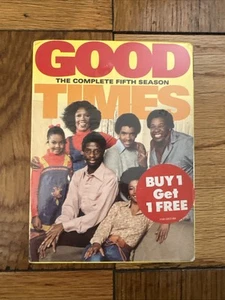 GOOD
THE COMPLETE FIFTH SEASON
TIMES
BUY 1
Get
1 FREE